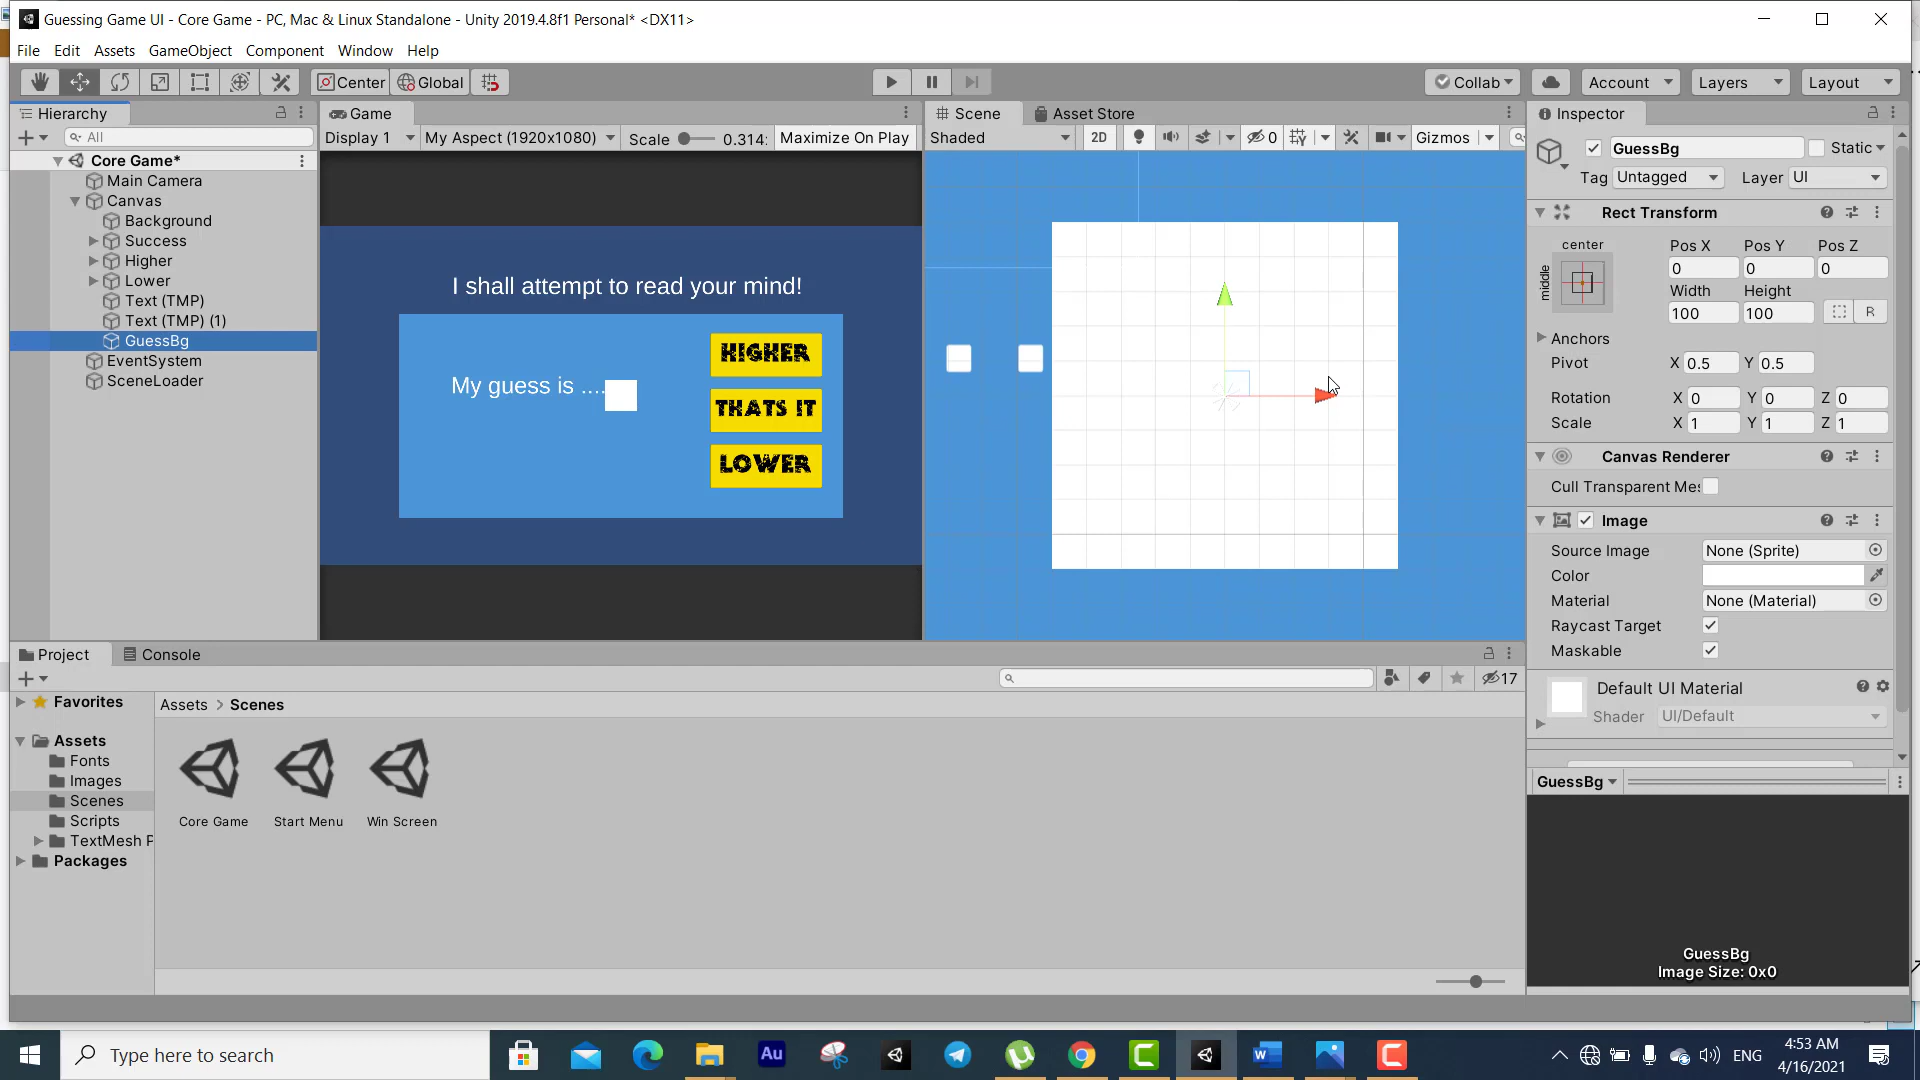 Guessing Game UI - Core Game - PC, Mac & Linux Standalone - Unity 2019.4.8f1 Personal* <DX11>
File Edit Assets GameObject Component Window Help
Center Global Collab Account Layers Layout
Hierarchy
All
Core Game*
Main Camera
Canvas
Background
Success
Higher
Lower
Text (TMP)
Text (TMP) (1)
GuessBg
EventSystem
SceneLoader
Game
Display 1 My Aspect (1920x1080) Scale 0.314: Maximize On Play
I shall attempt to read your mind!
My guess is ....
HIGHER
THATS IT
LOWER
Scene Asset Store
Shaded 2D 0 Gizmos All
Inspector
GuessBg Static
Tag Untagged Layer UI
Rect Transform
center
middle
Pos X Pos Y Pos Z
0 0 0
Width Height
100 100 R
Anchors
Pivot X 0.5 Y 0.5
Rotation X 0 Y 0 Z 0
Scale X 1 Y 1 Z 1
Canvas Renderer
Cull Transparent Me:
Image
Source Image None (Sprite)
Color
Material None (Material)
Raycast Target
Maskable
Default UI Material
Shader UI/Default
GuessBg
GuessBg
Image Size: 0x0
Project Console
17
Favorites
Assets
Fonts
Images
Scenes
Scripts
TextMesh P
Packages
Assets > Scenes
Core Game Start Menu Win Screen
Type here to search
Au
ENG
4:53 AM
4/16/2021